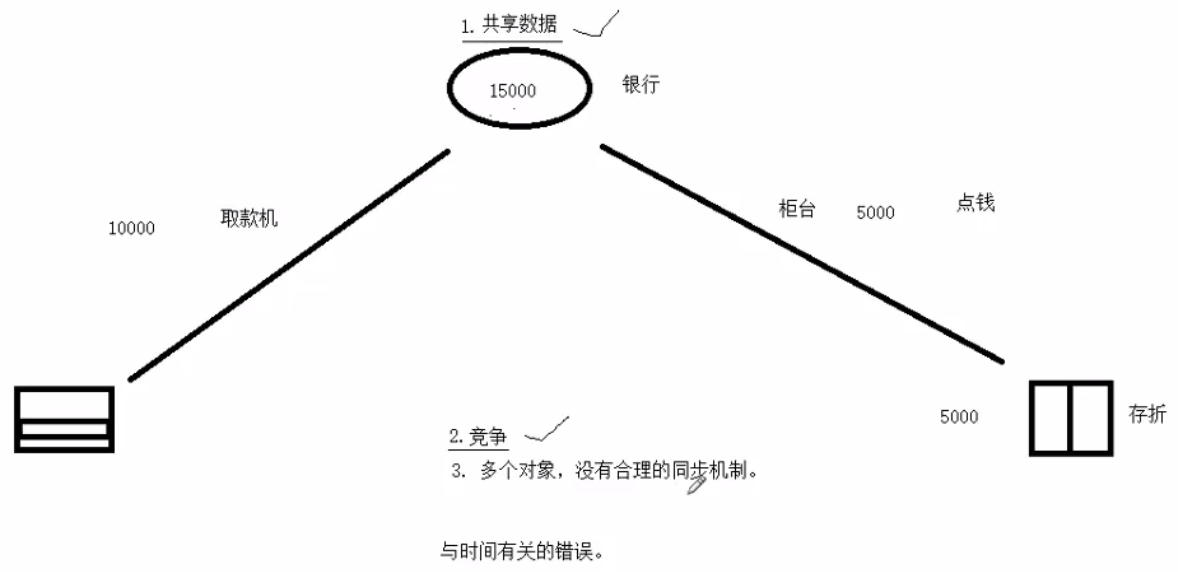 1. 共享数据
15000
银行
10000
取款机
柜台
5000
点钱
5000
存折
2. 竞争
3. 多个对象，没有合理的同步机制。
与时间有关的错误。